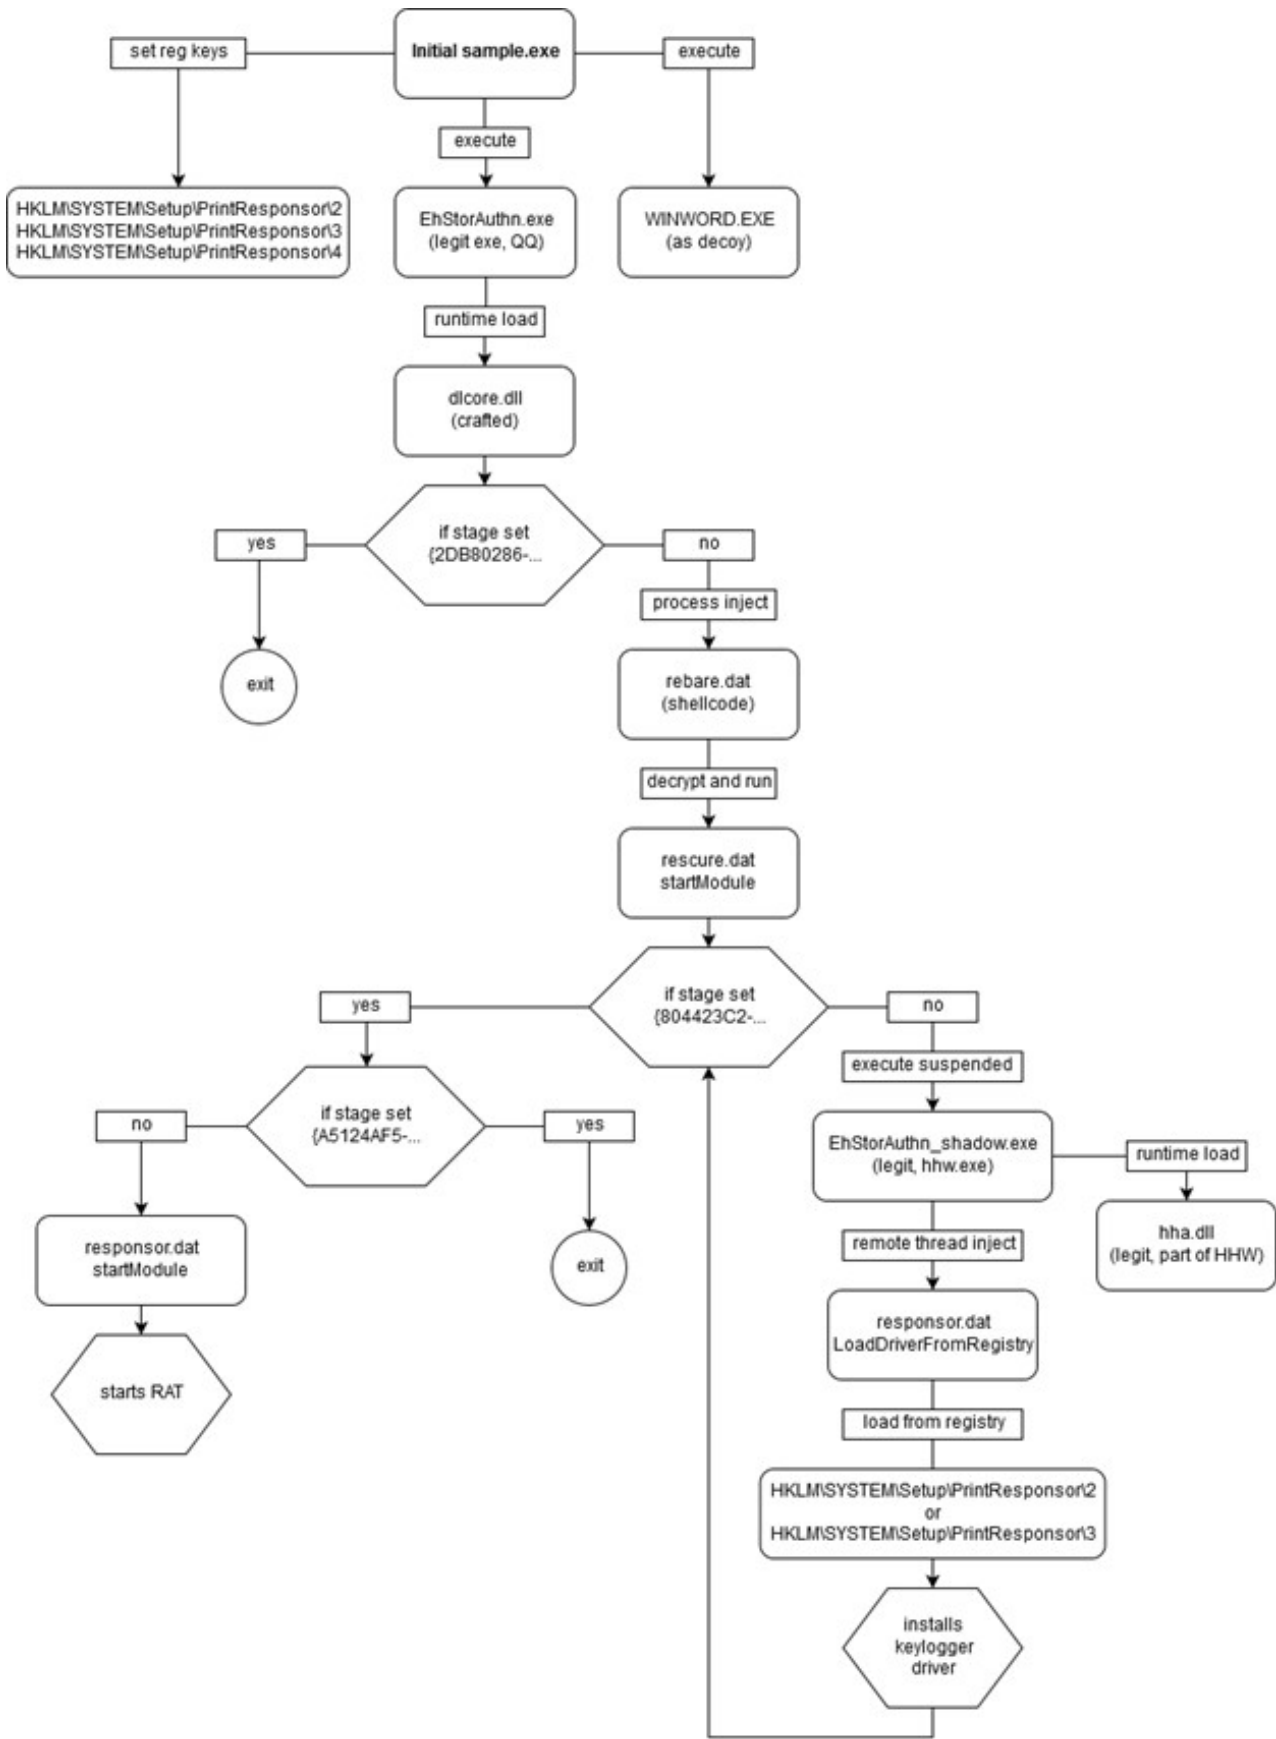 set reg keys
Initial sample.exe
execute
execute
HKLM\SYSTEM\Setup\PrintResponsor\2
HKLM\SYSTEM\Setup\PrintResponsor\3
HKLM\SYSTEM\Setup\PrintResponsor\4
EhStorAuthn.exe
(legit exe, QQ)
WINWORD.EXE
(as decoy)
runtime load
dlcore.dll
(crafted)
if stage set
{2DB80286-...
yes
no
exit
process inject
rebare.dat
(shellcode)
decrypt and run
rescure.dat
startModule
if stage set
{804423C2-...
yes
no
if stage set
{A5124AF5-...
no
yes
execute suspended
EhStorAuthn_shadow.exe
(legit, hhw.exe)
runtime load
hha.dll
(legit, part of HHW)
responsor.dat
startModule
exit
remote thread inject
responsor.dat
LoadDriverFromRegistry
starts RAT
load from registry
HKLM\SYSTEM\Setup\PrintResponsor\2
or
HKLM\SYSTEM\Setup\PrintResponsor\3
installs
keylogger
driver